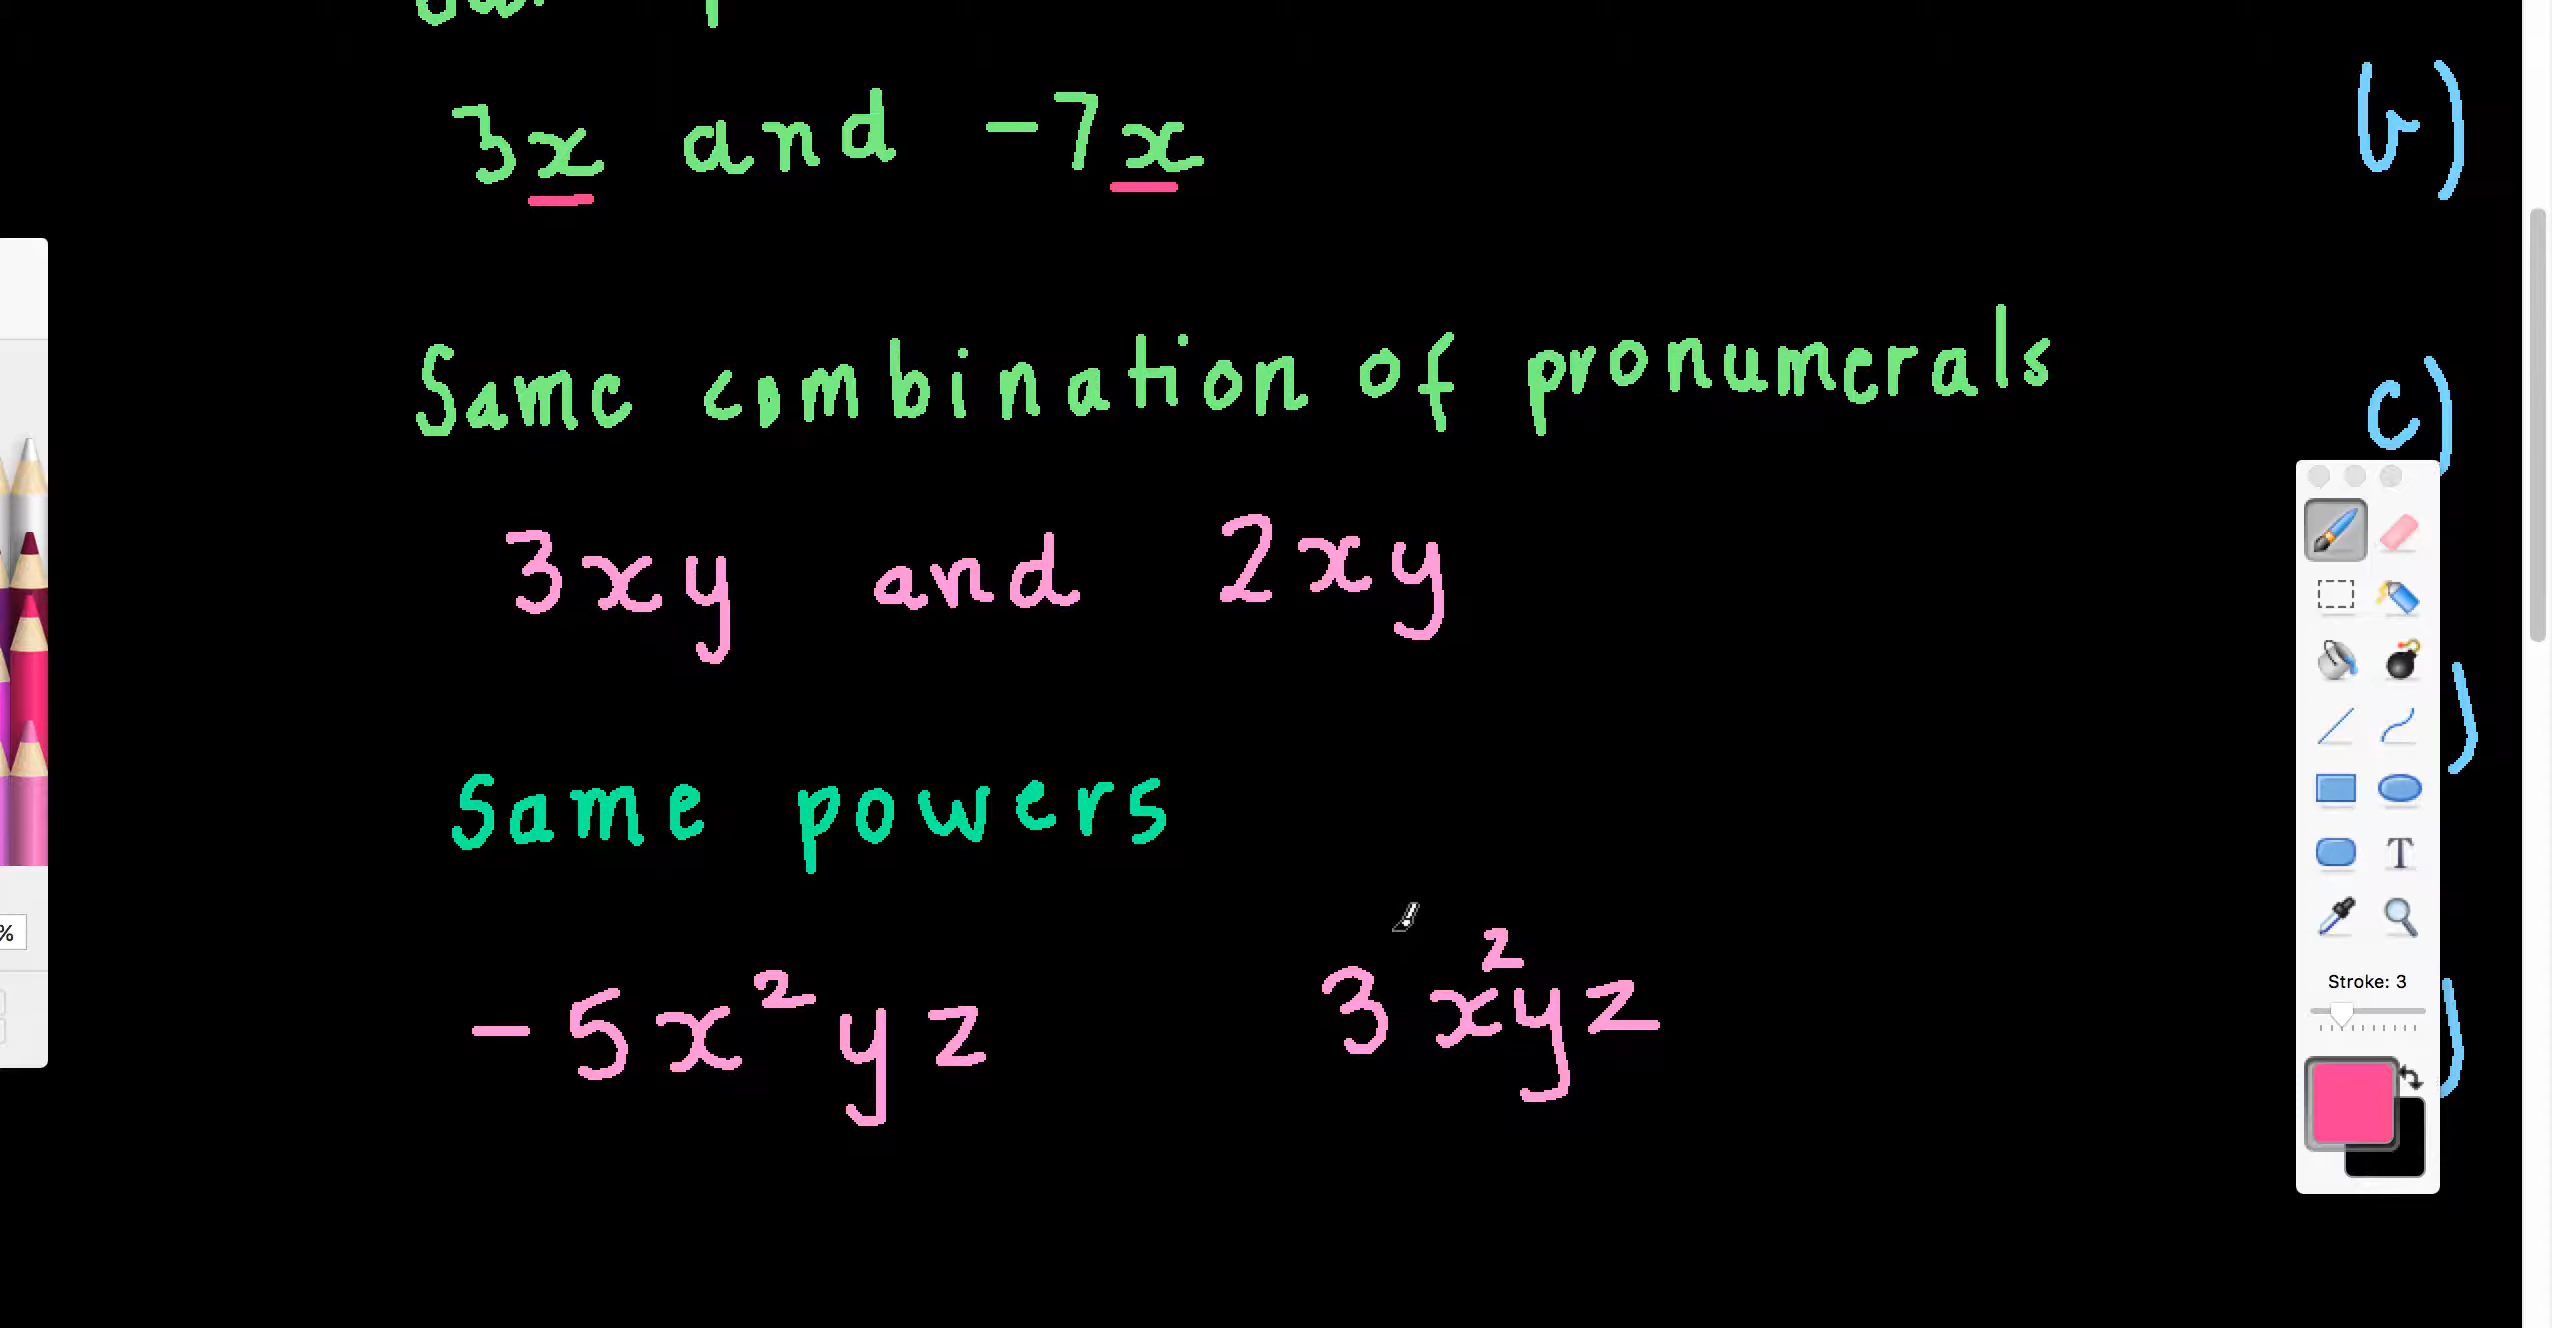 3x and -7x
b)
Same combination of pronumerals
c)
3xy and 2xy
Same powers
%
-5x²yz 3x²yz
T
Stroke: 3